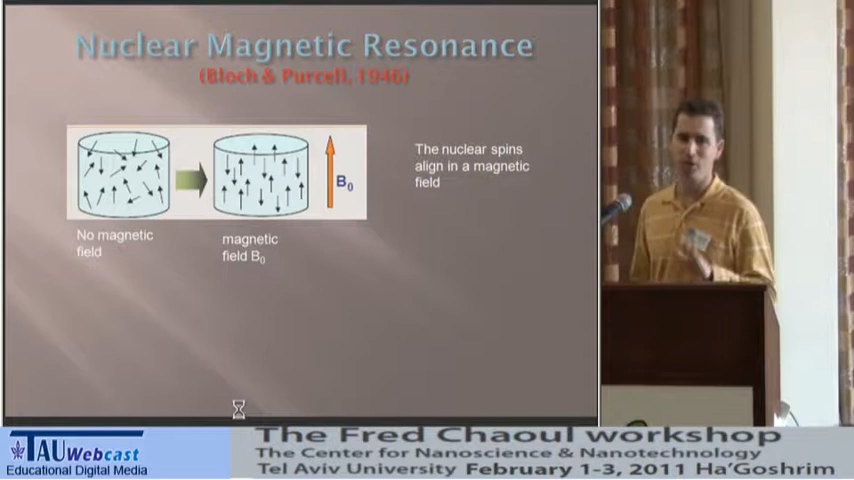 Nuclear Magnetic Resonance
(Bloch & Purcell, 1946)
The nuclear spins
align in a magnetic
field
B0
No magnetic
field
magnetic
field B0
TAU Webcast
Educational Digital Media
The Fred Chaoul workshop
The Center for Nanoscience & Nanotechnology
Tel Aviv University February 1-3, 2011 Ha'Goshrim